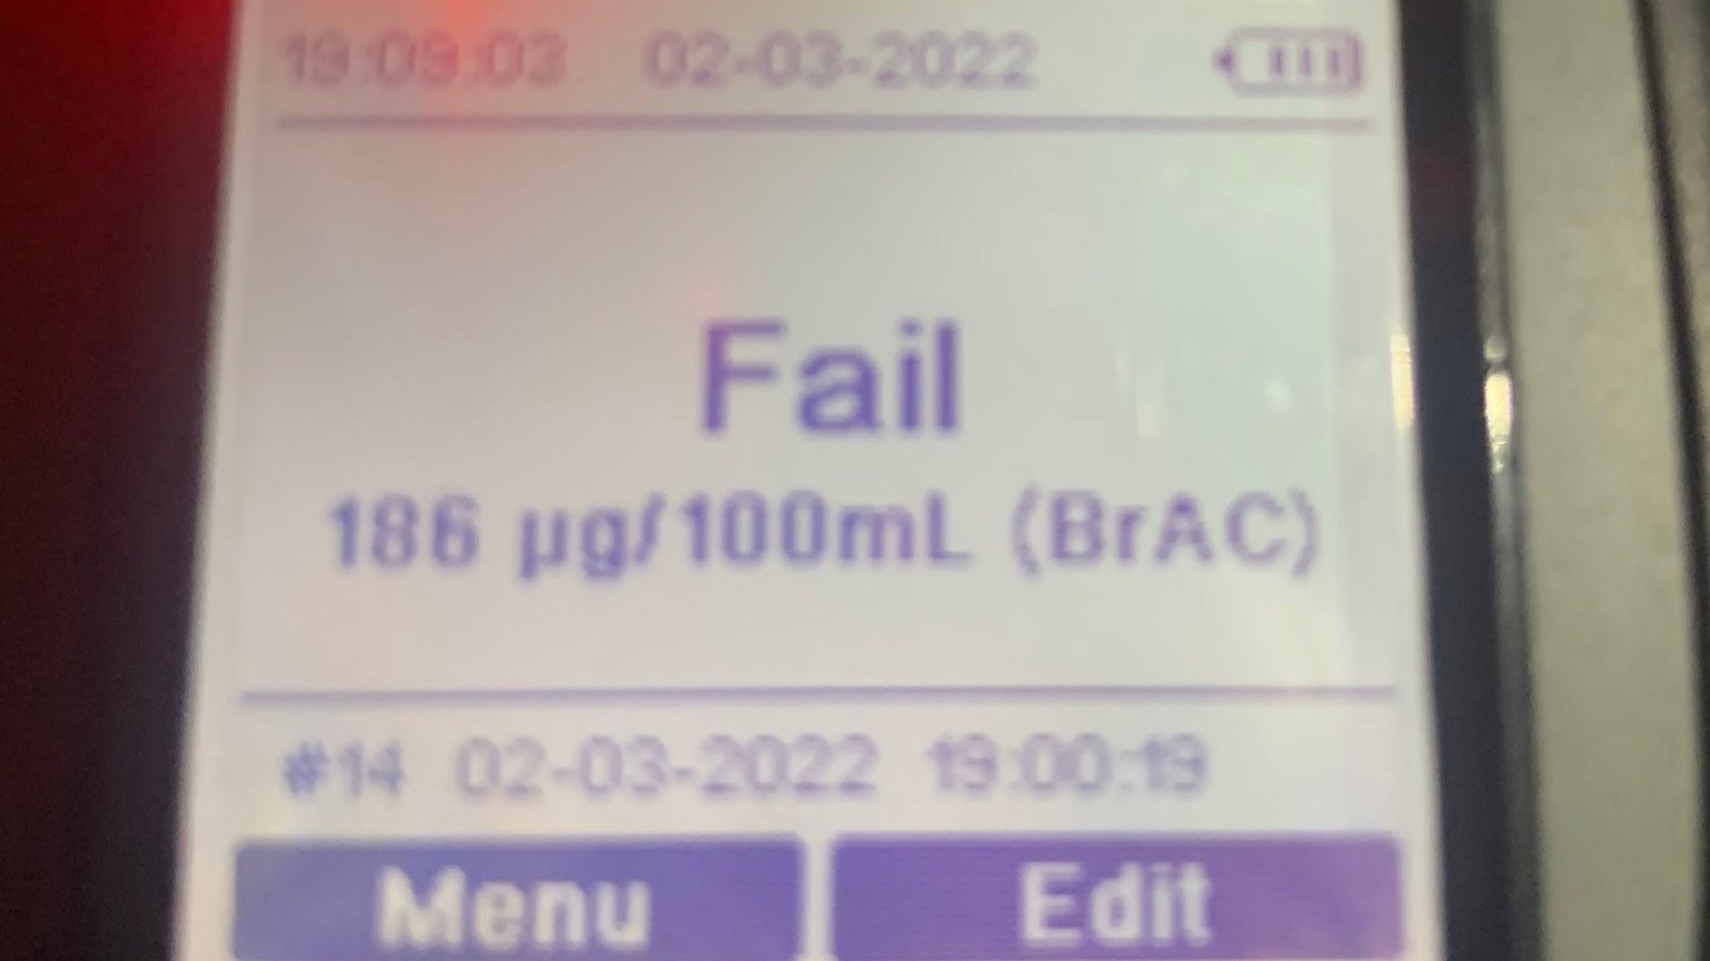 19:09:03 02-03-2022
Fail
186 µg/100mL (BrAC)
#14 02-03-2022 19:00:19
Menu Edit